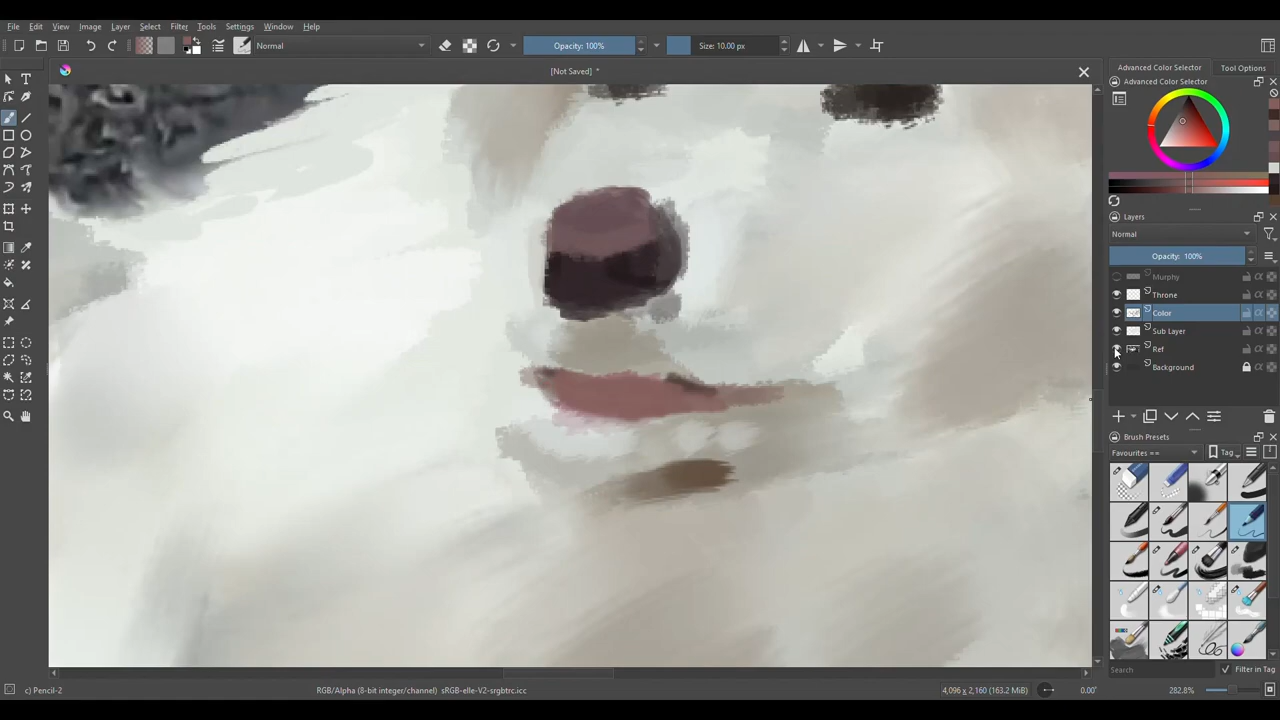 File Edit View Image Layer Select Filter Tools Settings Window Help
Normal Opacity: 100% Size: 10.00 px
[Not Saved] *
Advanced Color Selector Tool Options
Advanced Color Selector
Layers
Normal
Opacity: 100%
Murphy
Throne
Color
Sub Layer
Ref
Background
Brush Presets
Favourites == Tag
Search Filter in Tag
c) Pencil-2 RGB/Alpha (8-bit integer/channel) sRGB-elle-V2-srgbtrc.icc 4,096 x 2,160 (163.2 MiB) 0.00° 282.8%